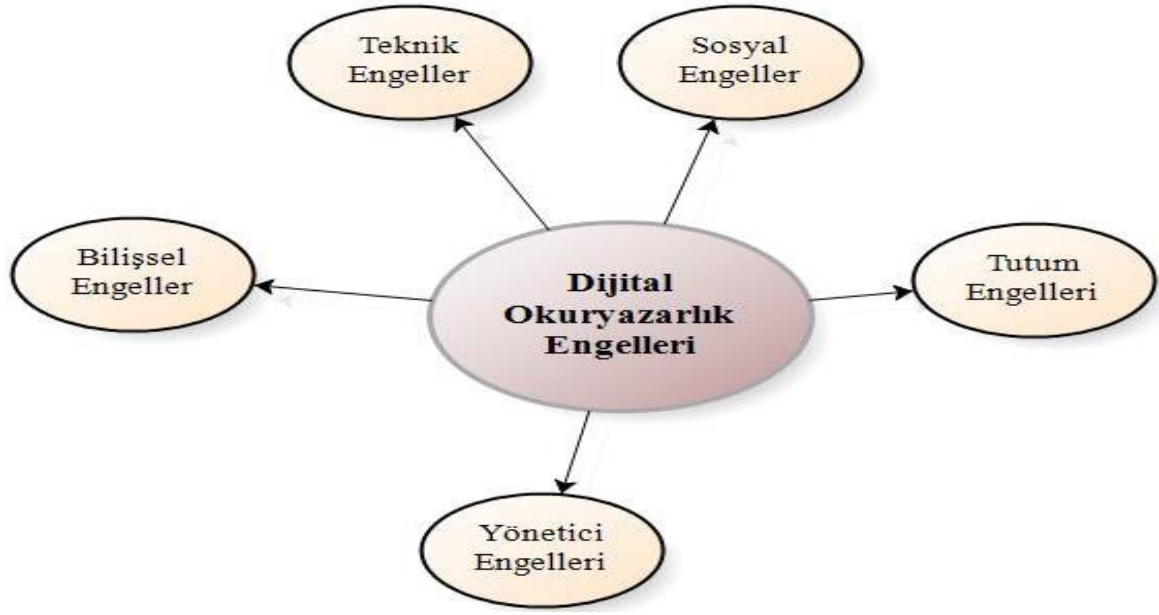 Teknik
Engeller
Sosyal
Engeller
Bilişsel
Engeller
Dijital
Okuryazarlık
Engelleri
Tutum
Engelleri
Yönetici
Engelleri